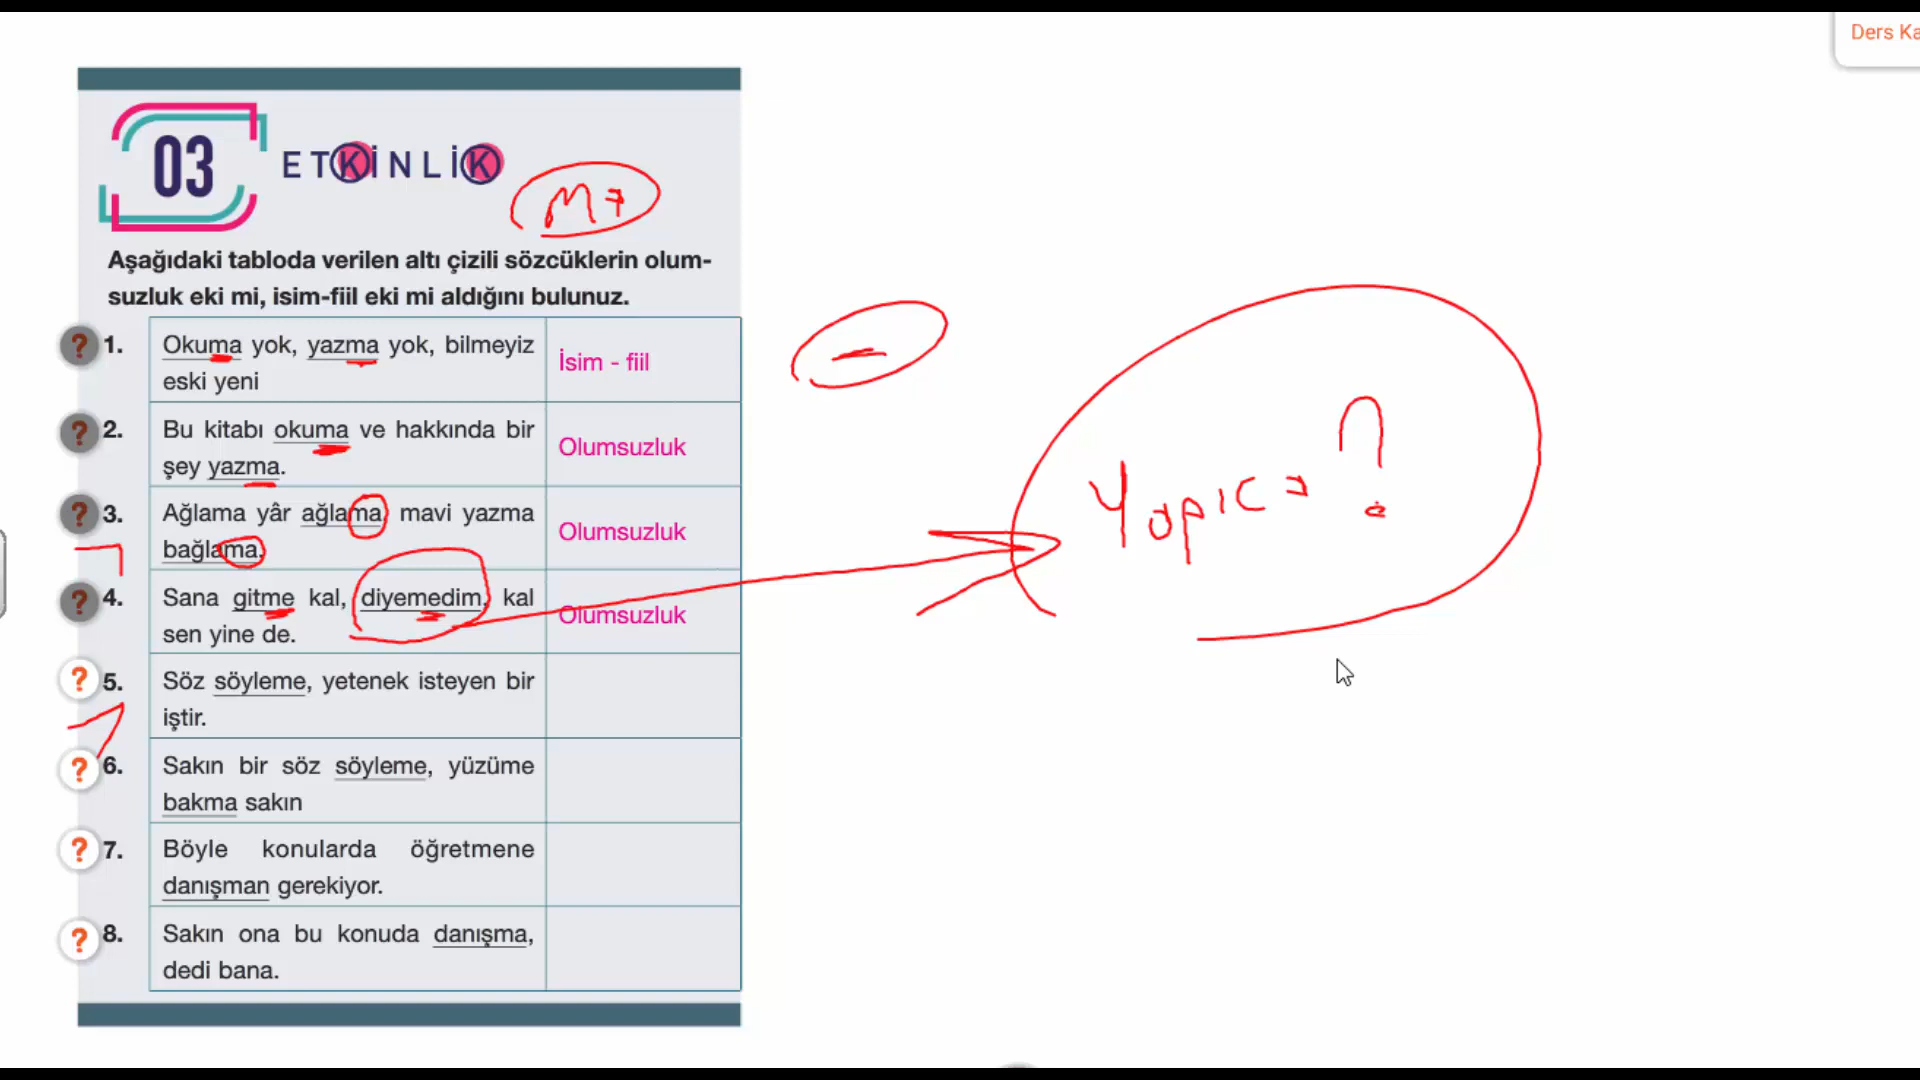 Ders Ka
03
ETKİNLİK
Aşağıdaki tabloda verilen altı çizili sözcüklerin olum-
suzluk eki mi, isim-fiil eki mi aldığını bulunuz.
? 1. Okuma yok, yazma yok, bilmeyiz
eski yeni
İsim - fiil
? 2. Bu kitabı okuma ve hakkında bir
şey yazma.
Olumsuzluk
? 3. Ağlama yâr ağlama, mavi yazma
bağlama.
Olumsuzluk
? 4. Sana gitme kal, diyemedim, kal
sen yine de.
Olumsuzluk
? 5. Söz söyleme, yetenek isteyen bir
iştir.
? 6. Sakın bir söz söyleme, yüzüme
bakma sakın
? 7. Böyle konularda öğretmene
danışman gerekiyor.
? 8. Sakın ona bu konuda danışma,
dedi bana.